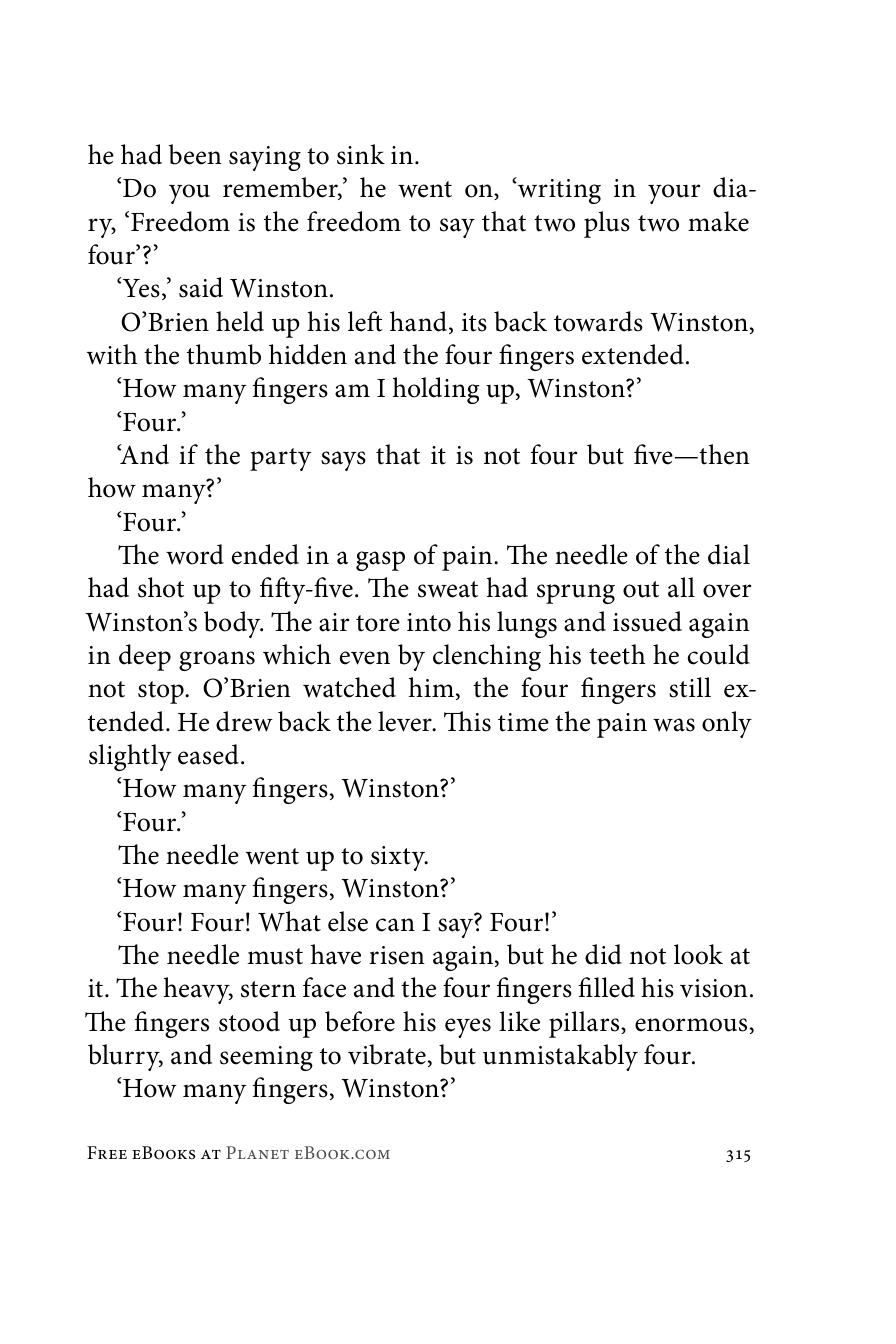 he had been saying to sink in.
‘Do you remember,’ he went on, ‘writing in your dia-
ry, ‘Freedom is the freedom to say that two plus two make
four’?’
‘Yes,’ said Winston.
O’Brien held up his left hand, its back towards Winston,
with the thumb hidden and the four fingers extended.
‘How many fingers am I holding up, Winston?’
‘Four.’
‘And if the party says that it is not four but five—then
how many?’
‘Four.’
The word ended in a gasp of pain. The needle of the dial
had shot up to fifty-five. The sweat had sprung out all over
Winston’s body. The air tore into his lungs and issued again
in deep groans which even by clenching his teeth he could
not stop. O’Brien watched him, the four fingers still ex-
tended. He drew back the lever. This time the pain was only
slightly eased.
‘How many fingers, Winston?’
‘Four.’
The needle went up to sixty.
‘How many fingers, Winston?’
‘Four! Four! What else can I say? Four!’
The needle must have risen again, but he did not look at
it. The heavy, stern face and the four fingers filled his vision.
The fingers stood up before his eyes like pillars, enormous,
blurry, and seeming to vibrate, but unmistakably four.
‘How many fingers, Winston?’
Free eBooks at Planet eBook.com 315